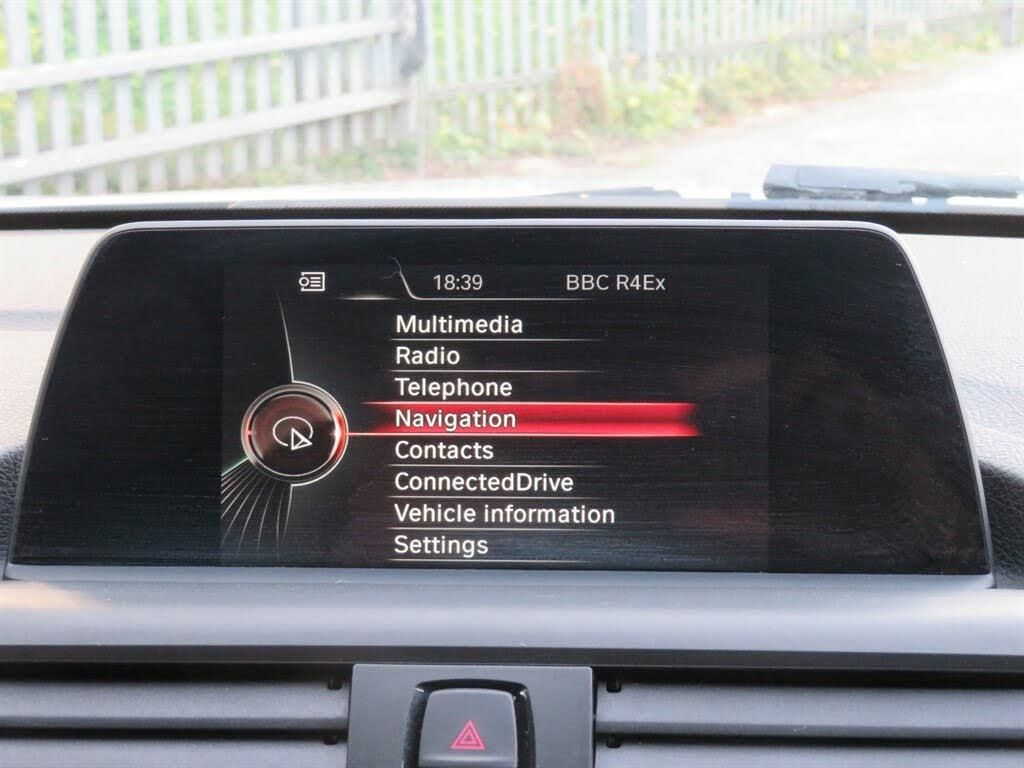 18:39 BBC R4Ex
Multimedia
Radio
Telephone
Navigation
Contacts
ConnectedDrive
Vehicle information
Settings